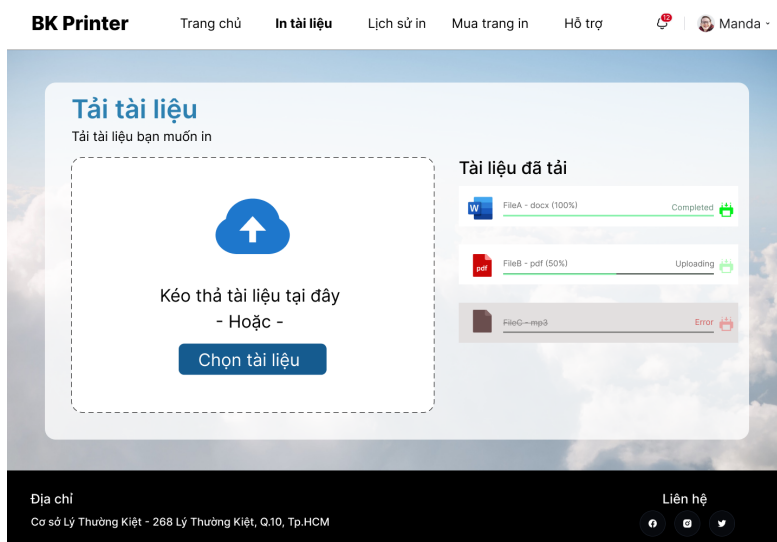 BK Printer
Trang chủ
In tài liệu
Lịch sử in
Mua trang in
Hỗ trợ
12
Manda
Tải tài liệu
Tải tài liệu bạn muốn in
Kéo thả tài liệu tại đây
- Hoặc -
Chọn tài liệu
Tài liệu đã tải
W
FileA - docx (100%)
Completed
pdf
FileB - pdf (50%)
Uploading
FileC - mp3
Error
Địa chỉ
Cơ sở Lý Thường Kiệt - 268 Lý Thường Kiệt, Q.10, Tp.HCM
Liên hệ